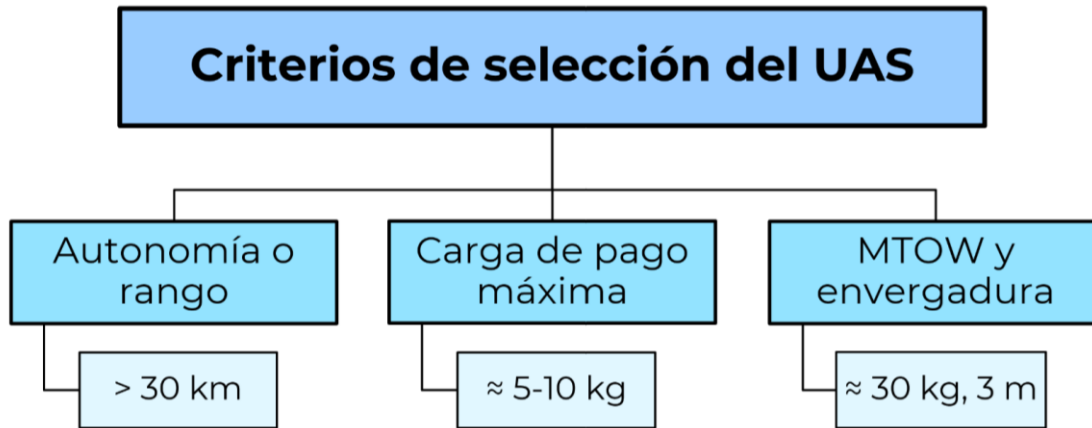 Criterios de selección del UAS
Autonomía o
rango
Carga de pago
máxima
MTOW y
envergadura
> 30 km
≈ 5-10 kg
≈ 30 kg, 3 m